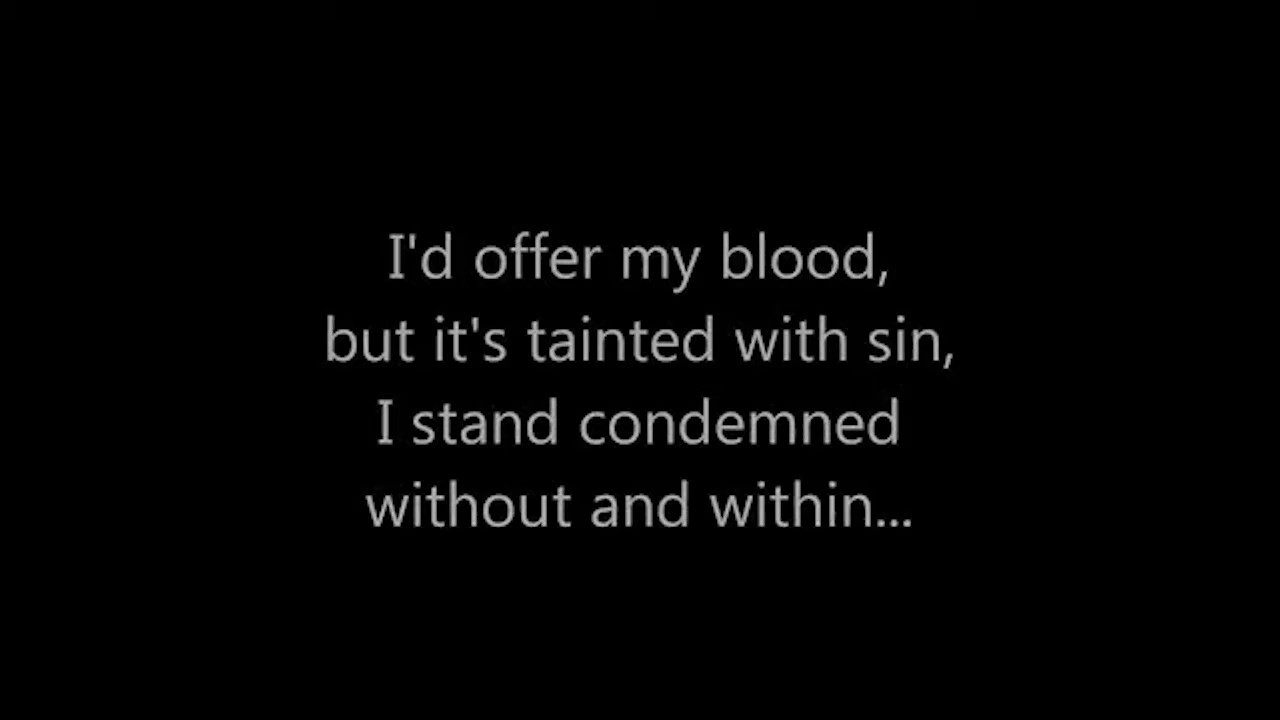 I'd offer my blood,
but it's tainted with sin,
I stand condemned
without and within...